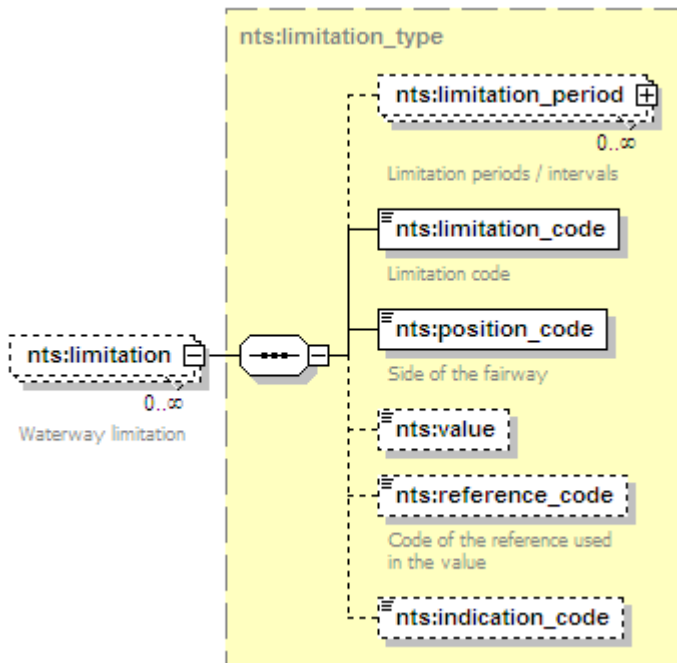 nts:limitation_type
nts:limitation_period
0..∞
Limitation periods / intervals
nts:limitation_code
Limitation code
nts:position_code
Side of the fairway
nts:limitation
0..∞
Waterway limitation
nts:value
nts:reference_code
Code of the reference used
in the value
nts:indication_code